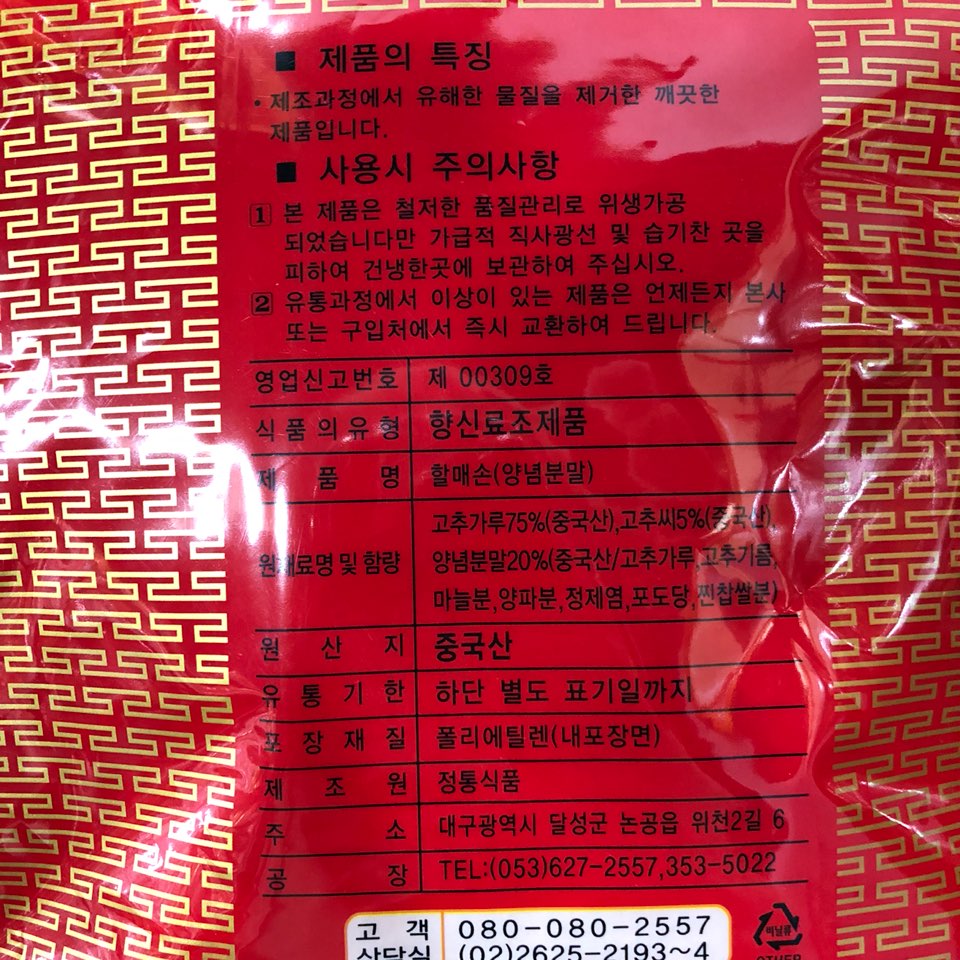 ■ 제품의 특징
• 제조과정에서 유해한 물질을 제거한 깨끗한
제품입니다.
■ 사용시 주의사항
1 본 제품은 철저한 품질관리로 위생가공
되었습니다만 가급적 직사광선 및 습기찬 곳을
피하여 건냉한곳에 보관하여 주십시오.
2 유통과정에서 이상이 있는 제품은 언제든지 본사
또는 구입처에서 즉시 교환하여 드립니다.
영업신고번호 제 00309호
식품의유형 향신료조제품
제품명 할매손(양념분말)
원재료명 및 함량 고추가루75%(중국산),고추씨5%(중국산),
양념분말20%(중국산/고추가루,고추기름,
마늘분,양파분,정제염,포도당,찐찹쌀분)
원산지 중국산
유통기한 하단 별도 표기일까지
포장재질 폴리에틸렌(내포장면)
제조원 정통식품
주소 대구광역시 달성군 논공읍 위천2길 6
공장 TEL:(053)627-2557,353-5022
고객 080-080-2557
상담실 (02)2625-2193~4
비닐류
OTHER